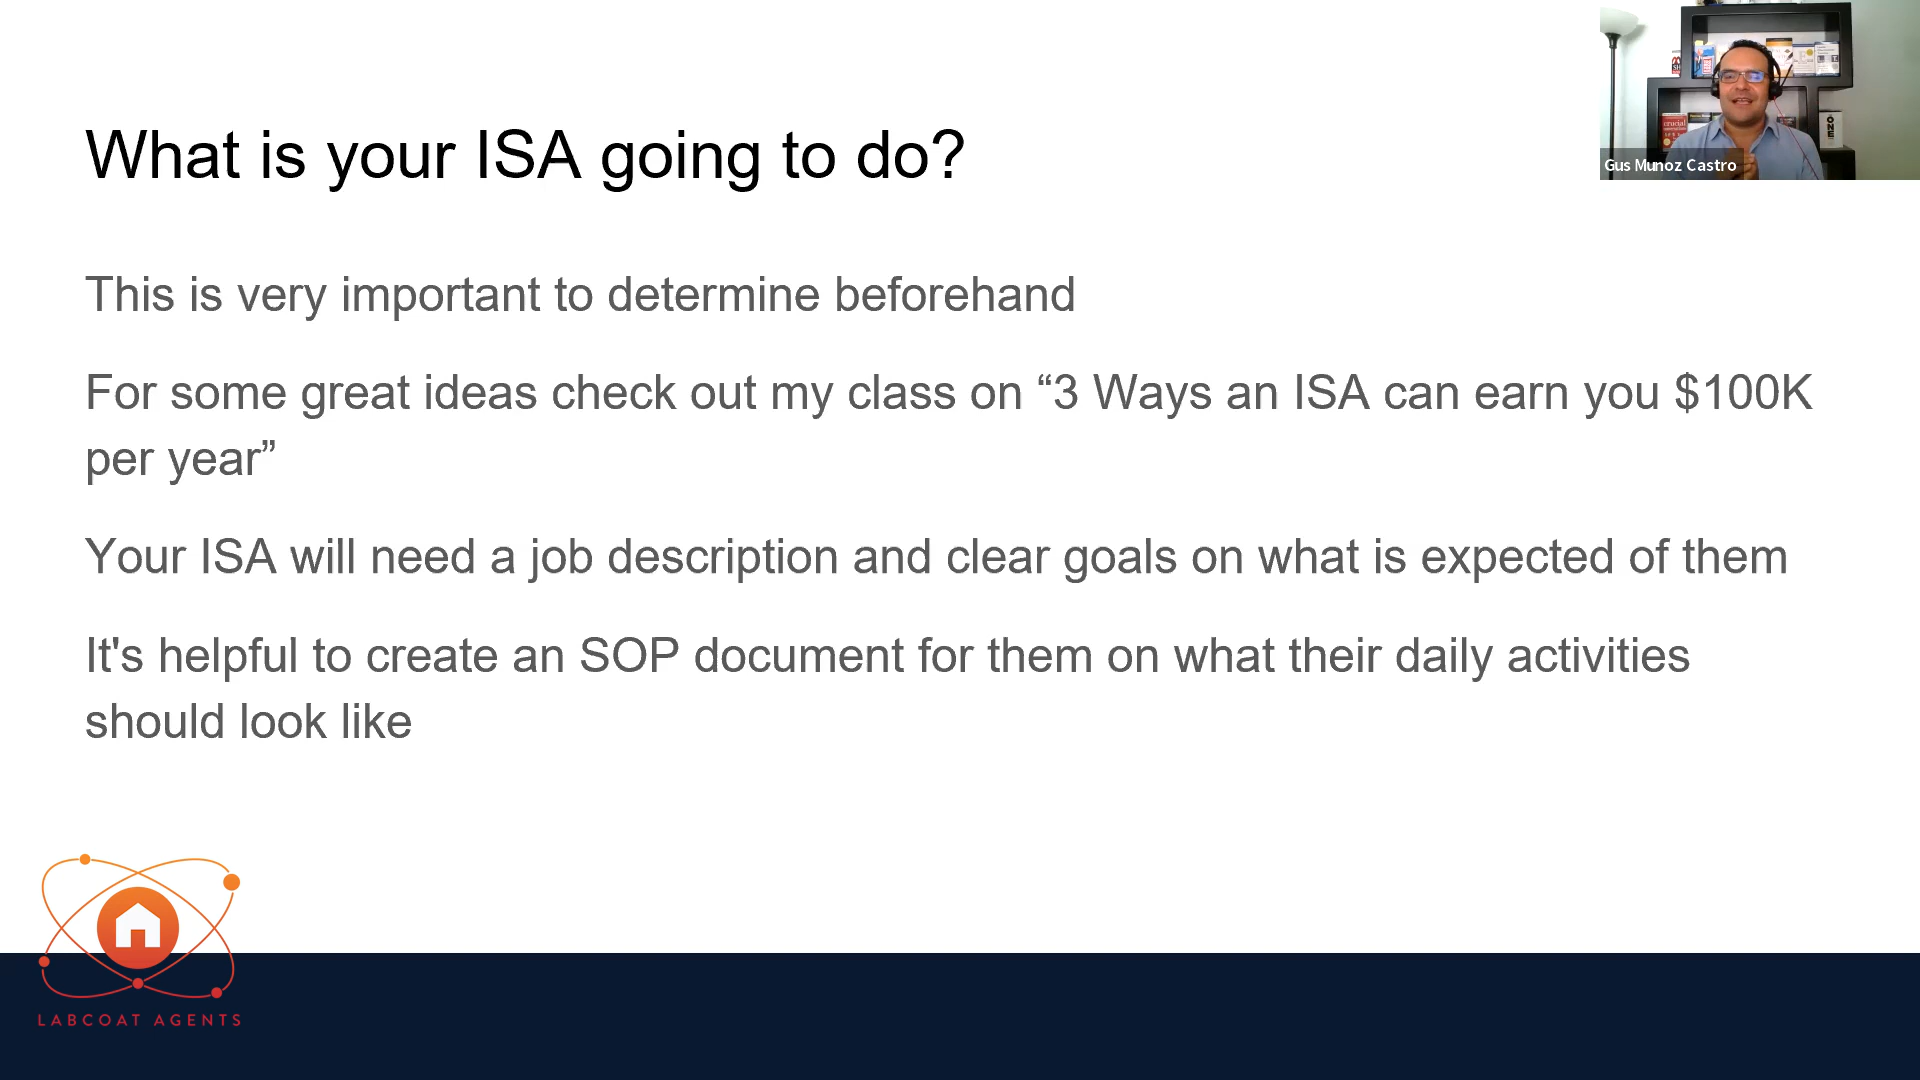 What is your ISA going to do?
This is very important to determine beforehand
For some great ideas check out my class on “3 Ways an ISA can earn you $100K
per year”
Your ISA will need a job description and clear goals on what is expected of them
It's helpful to create an SOP document for them on what their daily activities
should look like
Gus Munoz Castro
crucial
ONE
LABCOAT AGENTS